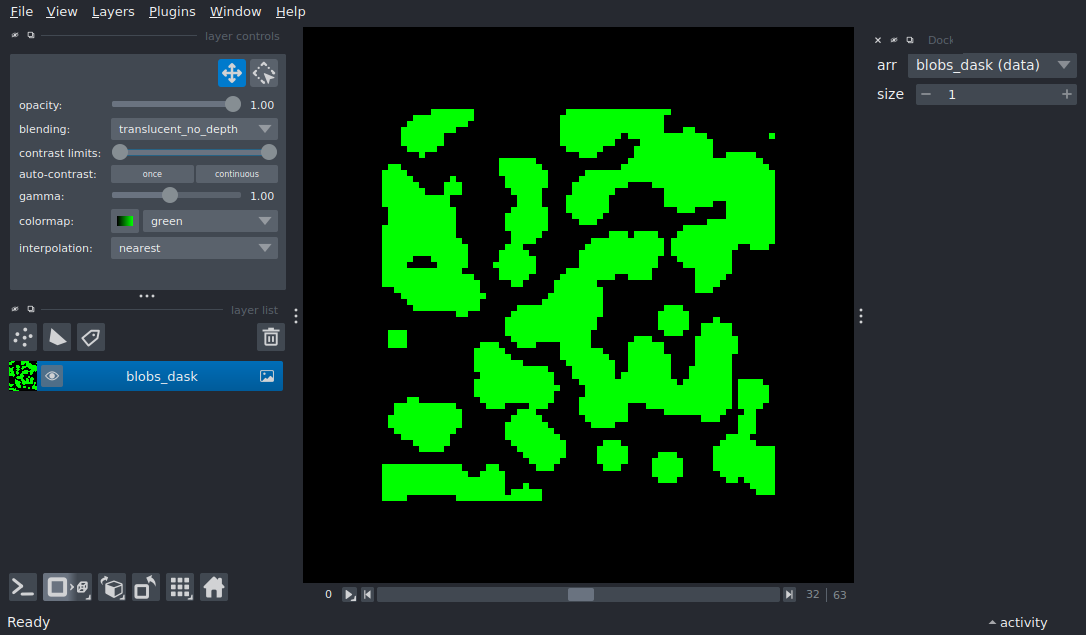 File View Layers Plugins Window Help
layer controls
opacity: 1.00
blending: translucent_no_depth
contrast limits:
auto-contrast: once continuous
gamma: 1.00
colormap: green
interpolation: nearest
layer list
blobs_dask
0 32 63
Dock
arr blobs_dask (data)
size 1
Ready
activity